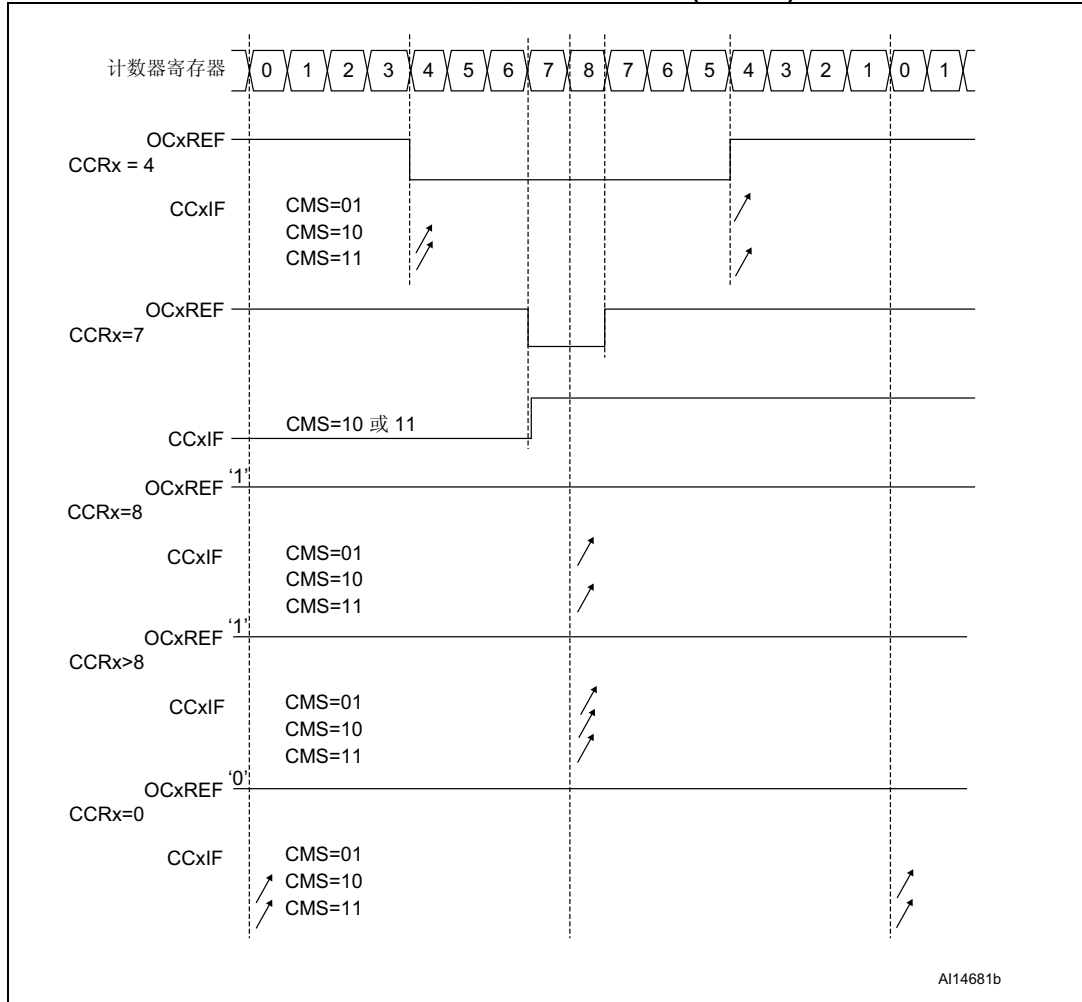 计数器寄存器 0 1 2 3 4 5 6 7 8 7 6 5 4 3 2 1 0 1
OCxREF
CCRx = 4
CCxIF CMS=01
CMS=10
CMS=11
OCxREF
CCRx=7
CCxIF CMS=10 或 11
OCxREF '1'
CCRx=8
CCxIF CMS=01
CMS=10
CMS=11
OCxREF '1'
CCRx>8
CCxIF CMS=01
CMS=10
CMS=11
OCxREF '0'
CCRx=0
CCxIF CMS=01
CMS=10
CMS=11
AI14681b